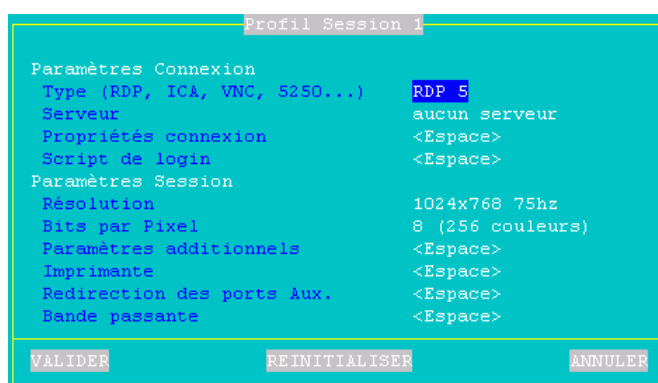 Profil Session 1
Paramètres Connexion
Type (RDP, ICA, VNC, 5250...) RDP 5
Serveur aucun serveur
Propriétés connexion <Espace>
Script de login <Espace>
Paramètres Session
Résolution 1024x768 75hz
Bits par Pixel 8 (256 couleurs)
Paramètres additionnels <Espace>
Imprimante <Espace>
Redirection des ports Aux. <Espace>
Bande passante <Espace>
VALIDER REINITIALISER ANNULER